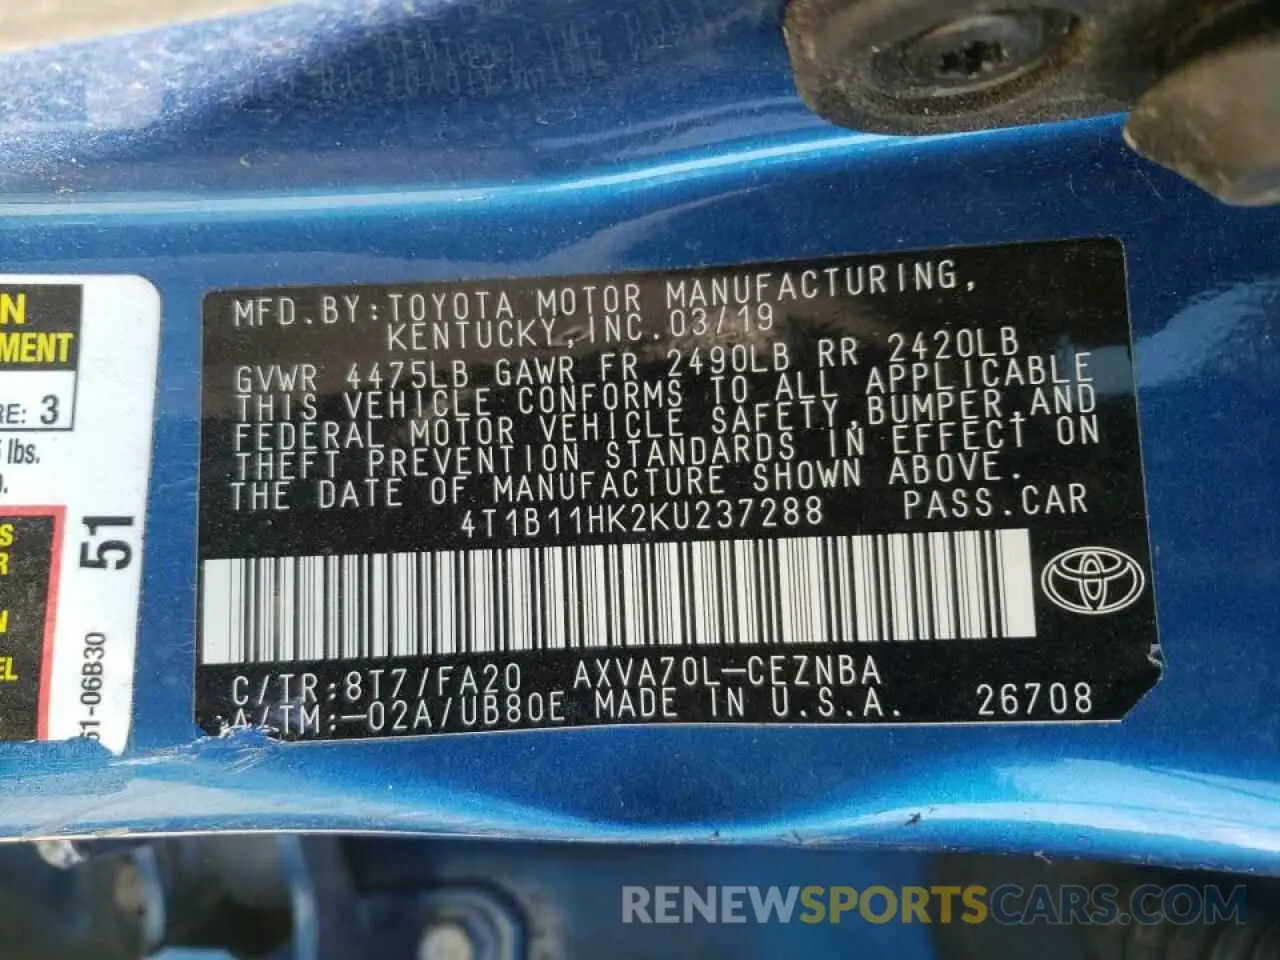 MFD.BY:TOYOTA MOTOR MANUFACTURING,
KENTUCKY,INC.03/19
GVWR 4475LB GAWR FR 2490LB RR 2420LB
THIS VEHICLE CONFORMS TO ALL APPLICABLE
FEDERAL MOTOR VEHICLE SAFETY,BUMPER,AND
THEFT PREVENTION STANDARDS IN EFFECT ON
THE DATE OF MANUFACTURE SHOWN ABOVE.
4T1B11HK2KU237288 PASS.CAR
C/TR:8T7/FA20 AXVA70L-CEZNBA
A/TM:-02A/UB80E MADE IN U.S.A. 26708
N
MENT
RE: 3
lbs.
S
R
N
EL
51
51-06B30
RENEWSPORTSCARS.COM